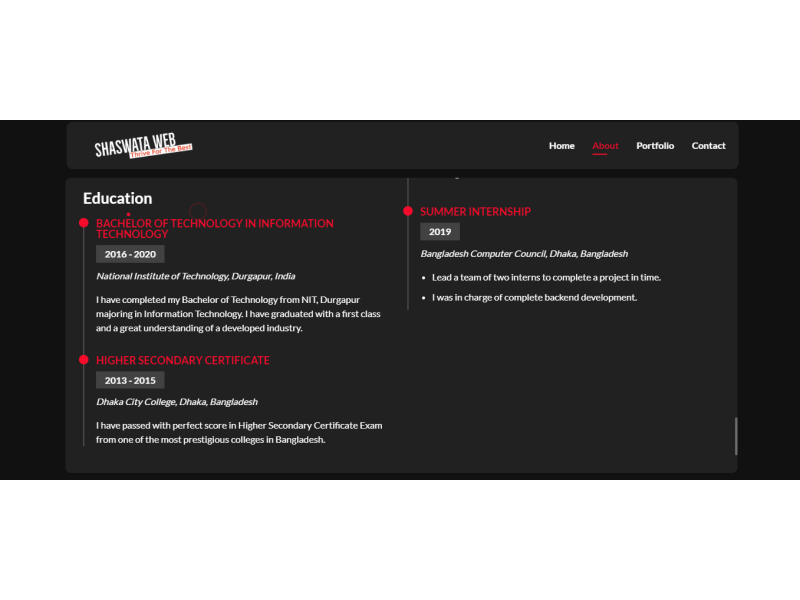 SHASWATA WEB
Thrive For The Best
Home About Portfolio Contact
Education
BACHELOR OF TECHNOLOGY IN INFORMATION
TECHNOLOGY
2016 - 2020
National Institute of Technology, Durgapur, India
I have completed my Bachelor of Technology from NIT, Durgapur
majoring in Information Technology. I have graduated with a first class
and a great understanding of a developed industry.
HIGHER SECONDARY CERTIFICATE
2013 - 2015
Dhaka City College, Dhaka, Bangladesh
I have passed with perfect score in Higher Secondary Certificate Exam
from one of the most prestigious colleges in Bangladesh.
SUMMER INTERNSHIP
2019
Bangladesh Computer Council, Dhaka, Bangladesh
• Lead a team of two interns to complete a project in time.
• I was in charge of complete backend development.